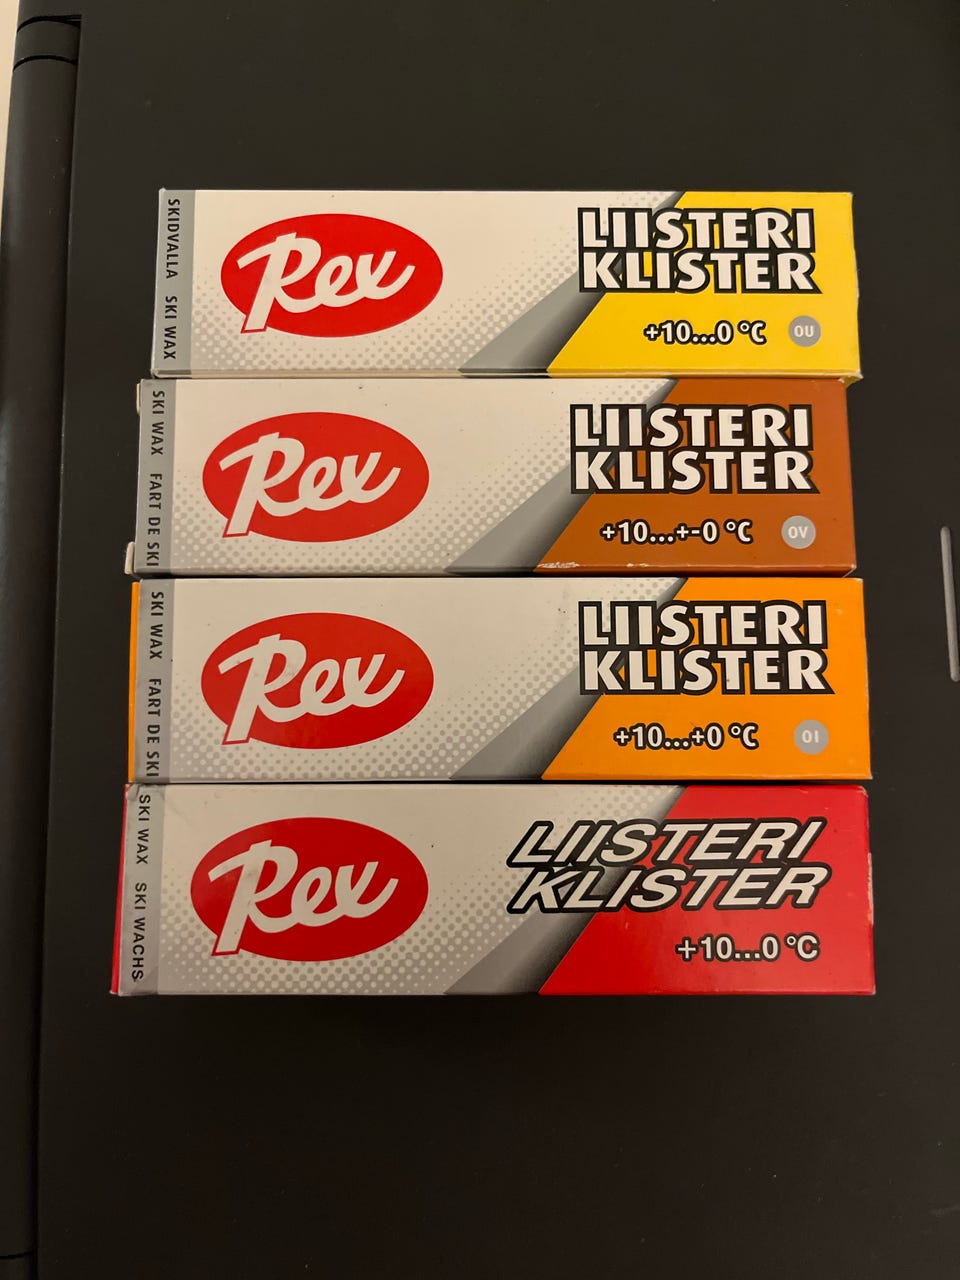 SKIDVALLA SKI WAX
Rex
LIISTERI
KLISTER
+10...0 °C OU
SKI WAX FART DE SKI
Rex
LIISTERI
KLISTER
+10...+-0 °C OV
SKI WAX FART DE SKI
Rex
LIISTERI
KLISTER
+10...+0 °C OI
SKI WAX SKI WACHS
Rex
LIISTERI
KLISTER
+10...0 °C